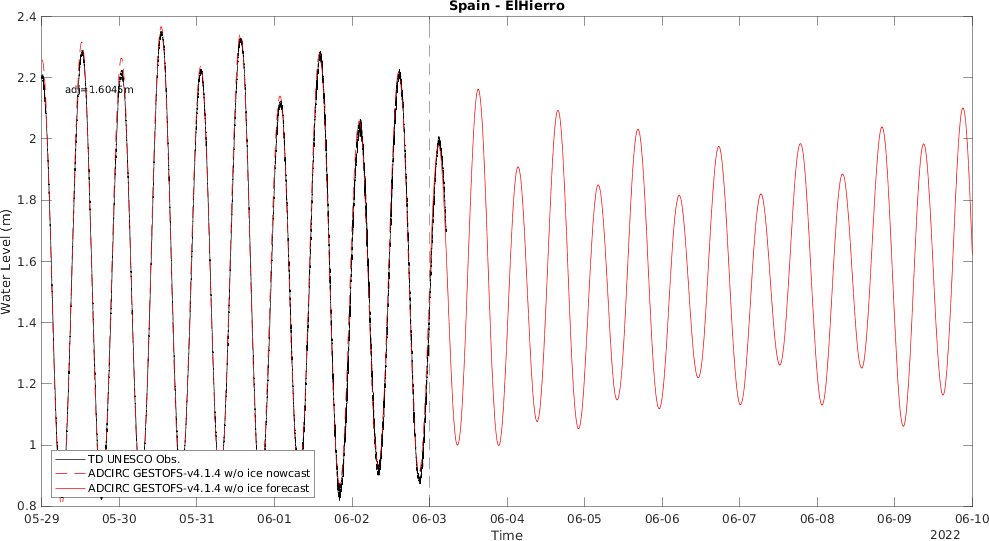 Spain - ElHierro
2.4
2.2
2
1.8
1.6
1.4
1.2
1
0.8
Water Level (m)
adj=1.6045m
TD UNESCO Obs.
ADCIRC GESTOFS-v4.1.4 w/o ice nowcast
ADCIRC GESTOFS-v4.1.4 w/o ice forecast
05-29 05-30 05-31 06-01 06-02 06-03 06-04 06-05 06-06 06-07 06-08 06-09 06-10
Time
2022